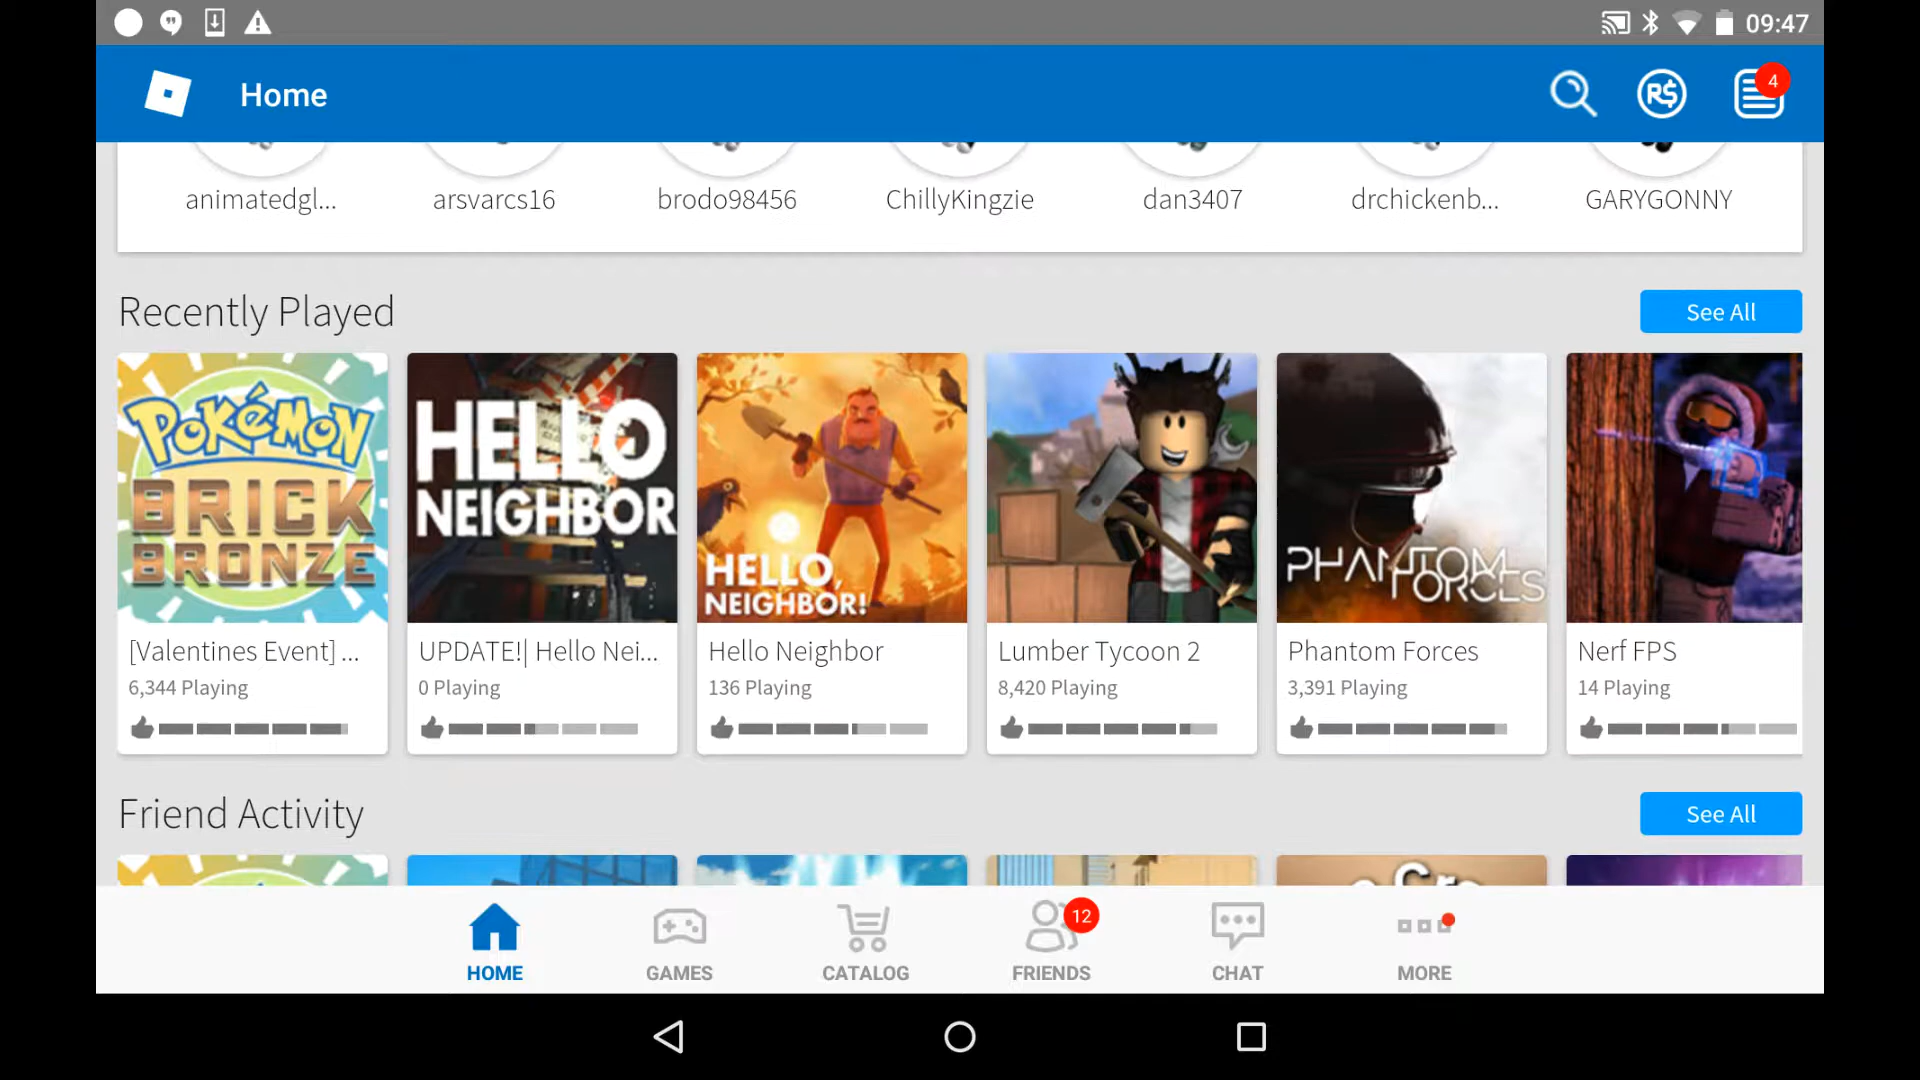 09:47
Home
R$
4
animatedgl...
arsvarcs16
brodo98456
ChillyKingzie
dan3407
drchickenb...
GARYGONNY
Recently Played
See All
POKéMON
BRICK
BRONZE
HELLO
NEIGHBOR
HELLO,
NEIGHBOR!
PHANTOM
FORCES
[Valentines Event] ...
UPDATE!| Hello Nei...
Hello Neighbor
Lumber Tycoon 2
Phantom Forces
Nerf FPS
6,344 Playing
0 Playing
136 Playing
8,420 Playing
3,391 Playing
14 Playing
Friend Activity
See All
12
HOME
GAMES
CATALOG
FRIENDS
CHAT
MORE